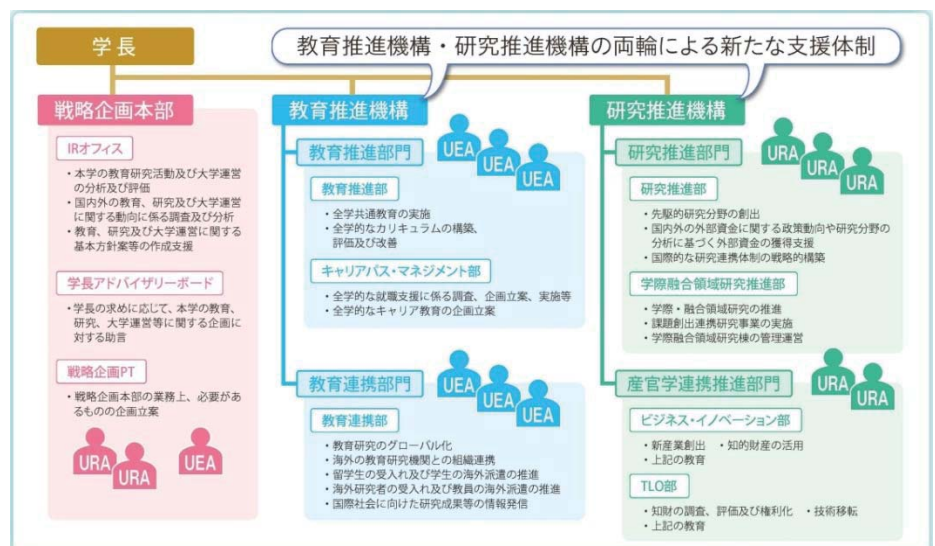 学長
教育推進機構・研究推進機構の両輪による新たな支援体制
戦略企画本部
IRオフィス
・本学の教育研究活動及び大学運営
の分析及び評価
・国内外の教育、研究及び大学運営
に関する動向に係る調査及び分析
・教育、研究及び大学運営に関する
基本方針案等の作成支援
学長アドバイザリーボード
・学長の求めに応じて、本学の教育、
研究、大学運営等に関する企画に
対する助言
戦略企画PT
・戦略企画本部の業務上、必要があ
るものの企画立案
URA
URA
UEA
教育推進機構
UEA
UEA
UEA
教育推進部門
教育推進部
・全学共通教育の実施
・全学的なカリキュラムの構築、
評価及び改善
キャリアパス・マネジメント部
・全学的な就職支援に係る調査、企画立案、実施等
・全学的なキャリア教育の企画立案
教育連携部門
UEA
UEA
UEA
教育連携部
・教育研究のグローバル化
・海外の教育研究機関との組織連携
・留学生の受入れ及び学生の海外派遣の推進
・海外研究者の受入れ及び教員の海外派遣の推進
・国際社会に向けた研究成果等の情報発信
研究推進機構
URA
URA
URA
研究推進部門
研究推進部
・先駆的研究分野の創出
・国内外の外部資金に関する政策動向や研究分野の
分析に基づく外部資金の獲得支援
・国際的な研究連携体制の戦略的構築
学際融合領域研究推進部
・学際・融合領域研究の推進
・課題創出連携研究事業の実施
・学際融合領域研究棟の管理運営
産官学連携推進部門
URA
URA
ビジネス・イノベーション部
・新産業創出 ・知的財産の活用
・上記の教育
TLO部
・知財の調査、評価及び権利化 ・技術移転
・上記の教育